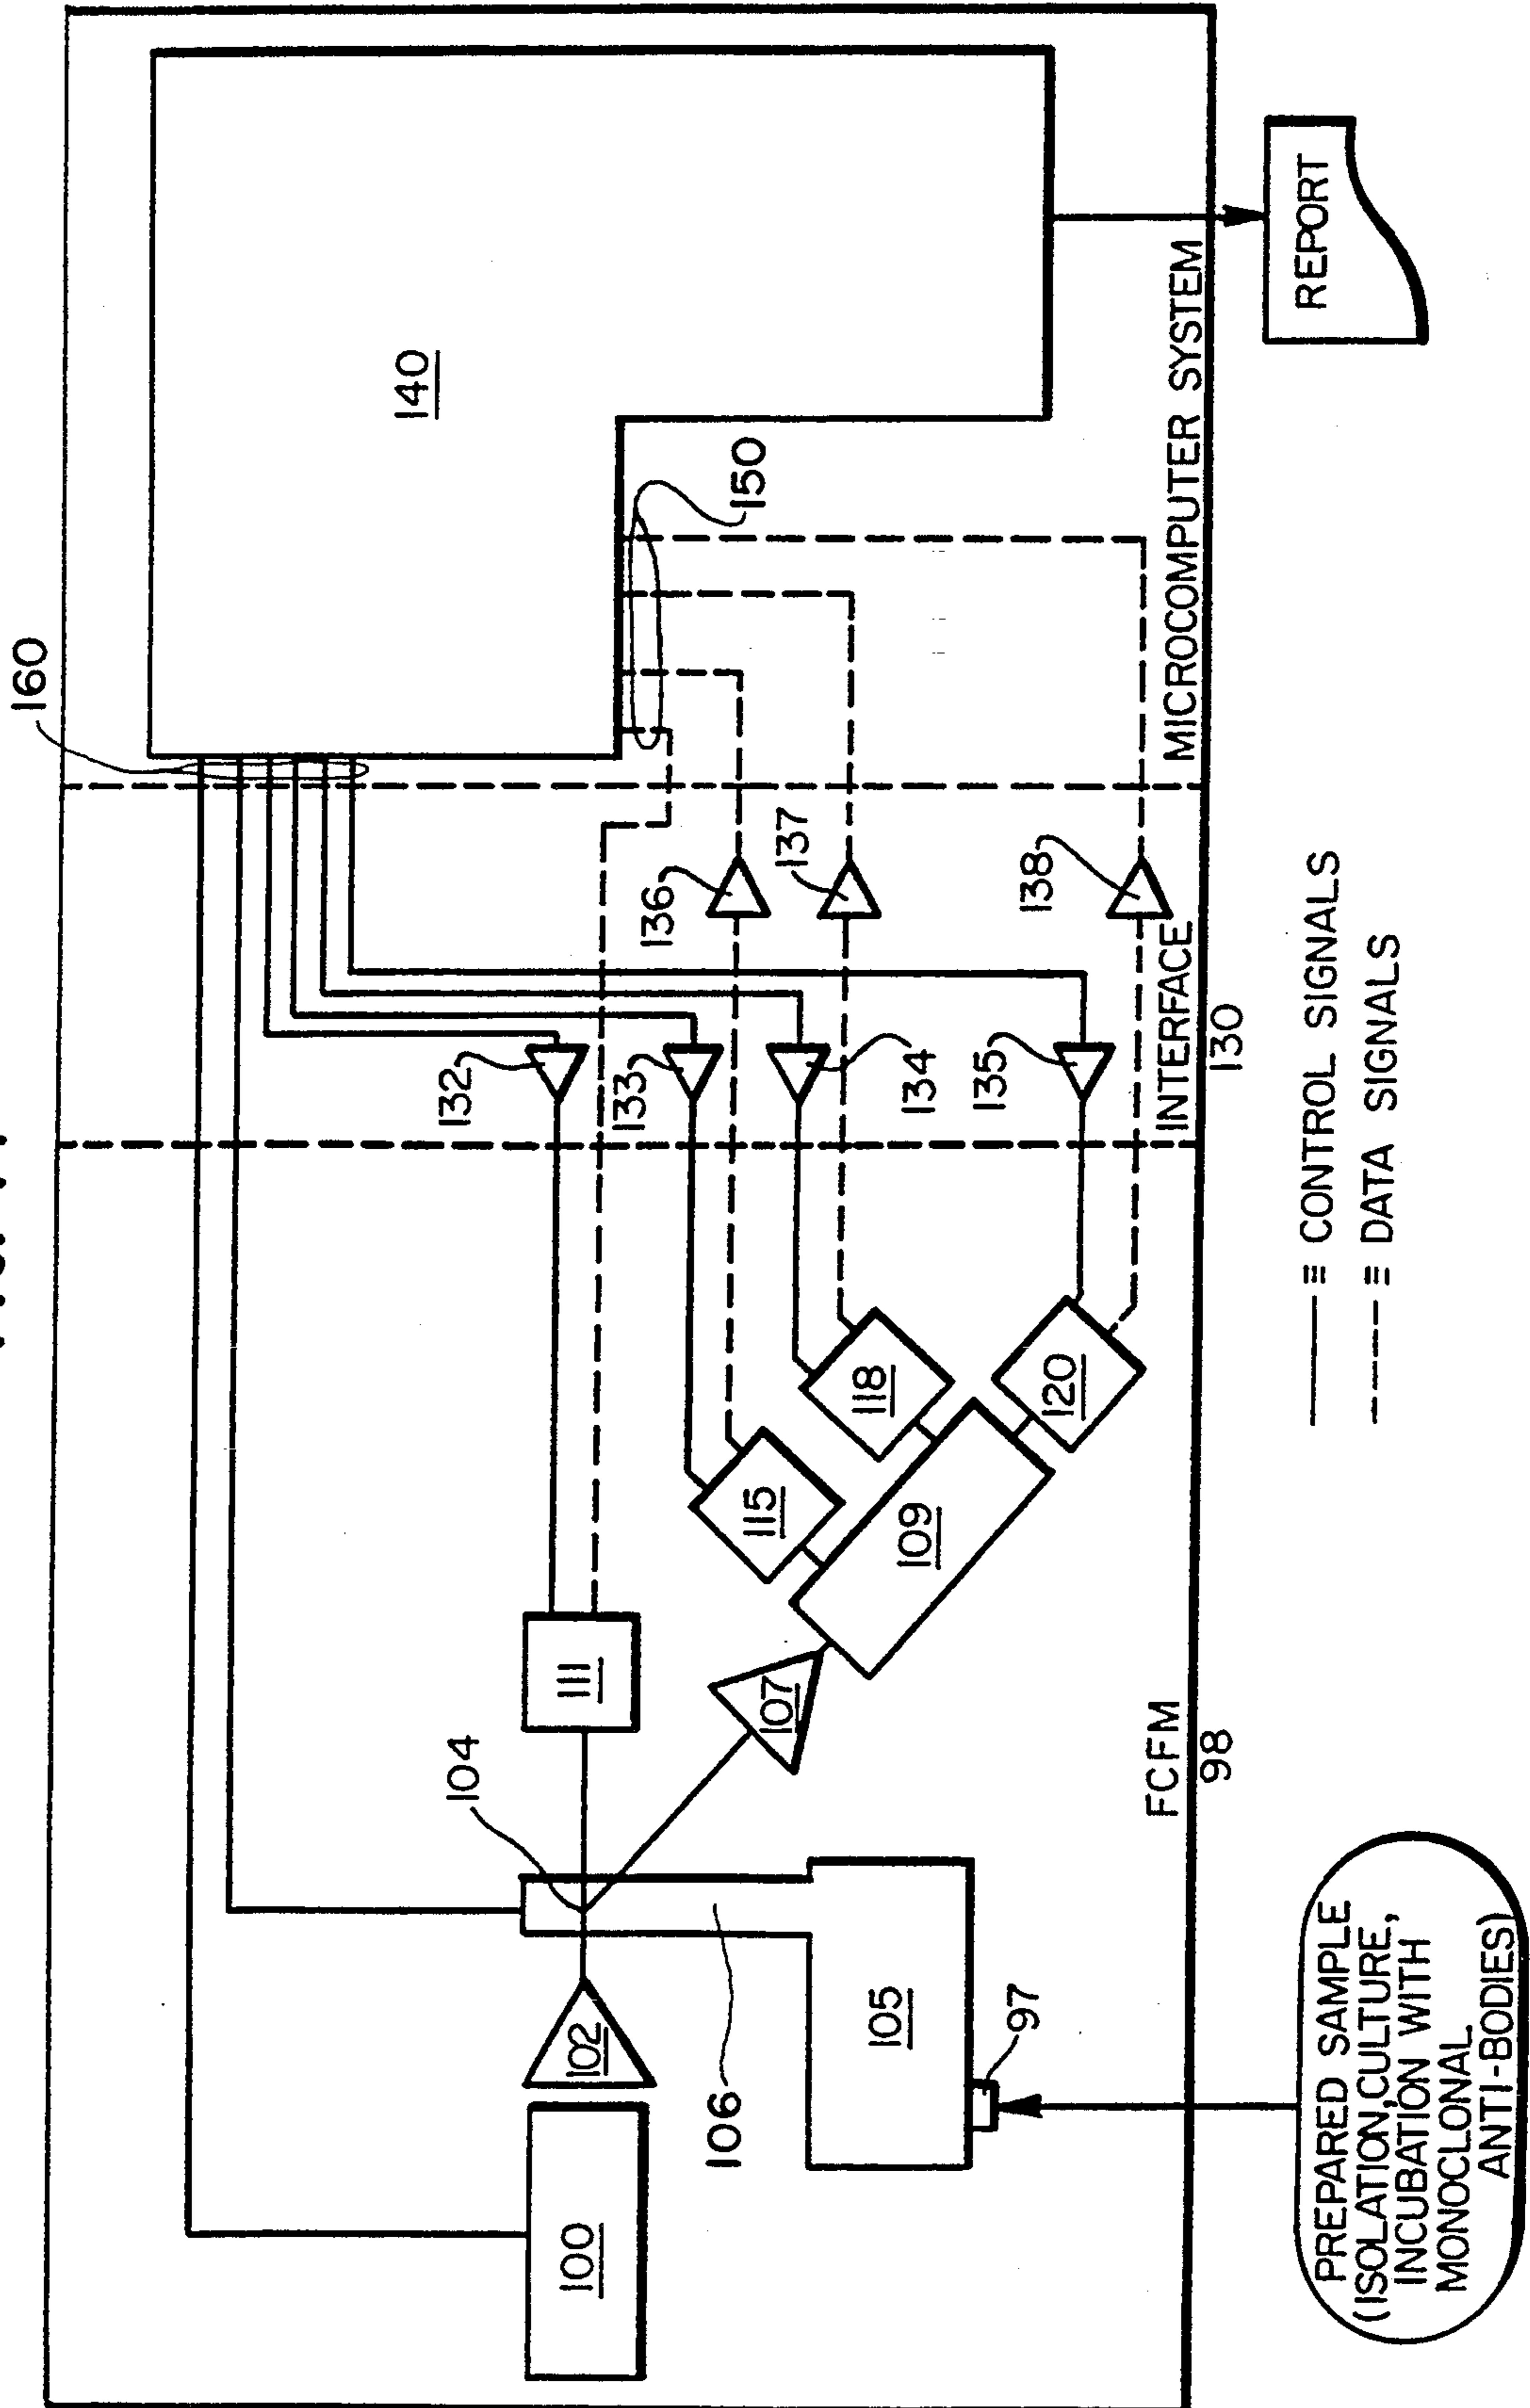 160
140
150
136
137
138
132
133
134
135
INTERFACE
130
MICROCOMPUTER SYSTEM
REPORT
104
111
115
118
120
109
107
102
100
106
105
97
FCFM
98
PREPARED SAMPLE
(ISOLATION, CULTURE,
INCUBATION WITH
MONOCLONAL
ANTI-BODIES)
—— ≡ CONTROL SIGNALS
---- ≡ DATA SIGNALS